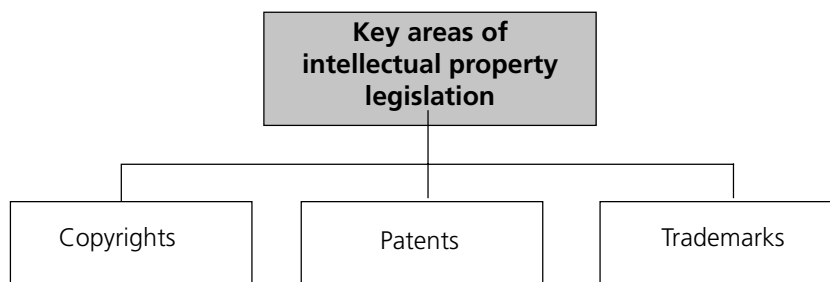 Key areas of
intellectual property
legislation
Copyrights
Patents
Trademarks